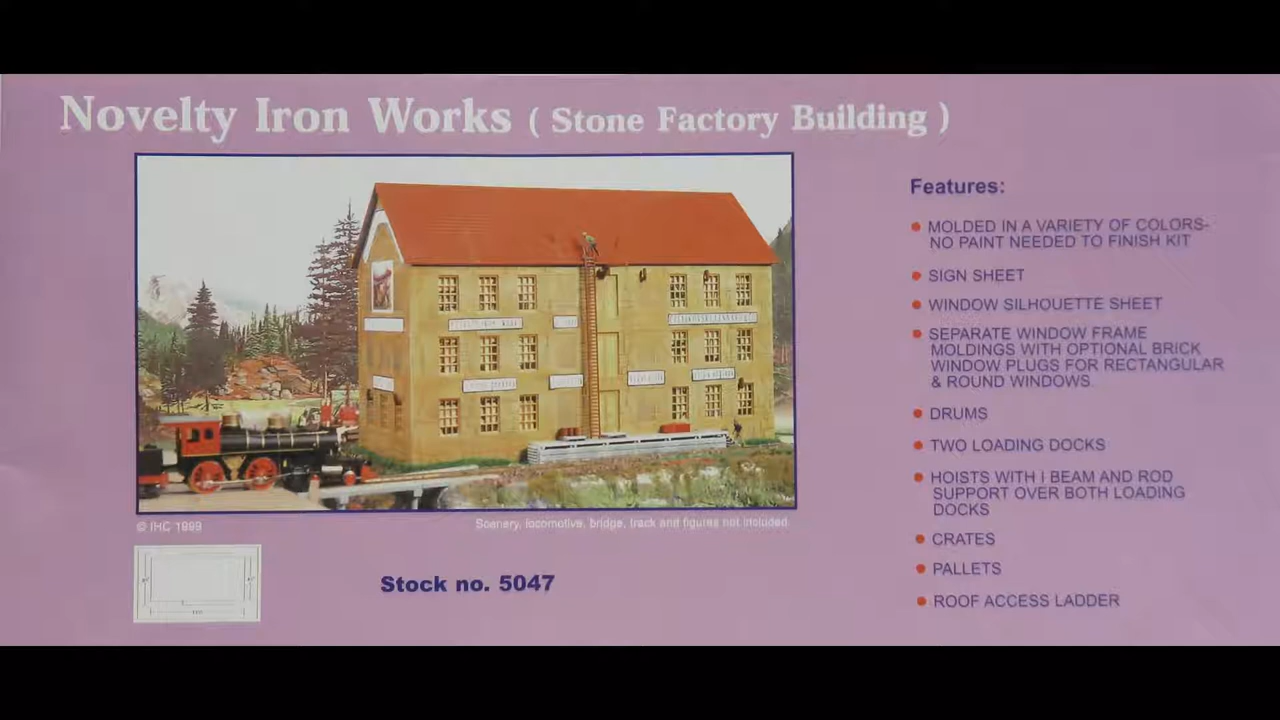 Novelty Iron Works ( Stone Factory Building )
Features:
MOLDED IN A VARIETY OF COLORS-
NO PAINT NEEDED TO FINISH KIT
SIGN SHEET
WINDOW SILHOUETTE SHEET
SEPARATE WINDOW FRAME
MOLDINGS WITH OPTIONAL BRICK
WINDOW PLUGS FOR RECTANGULAR
& ROUND WINDOWS.
DRUMS
TWO LOADING DOCKS
HOISTS WITH I BEAM AND ROD
SUPPORT OVER BOTH LOADING
DOCKS
CRATES
PALLETS
ROOF ACCESS LADDER
© IHC 1999
Scenery, locomotive, bridge, track and figures not included.
Stock no. 5047